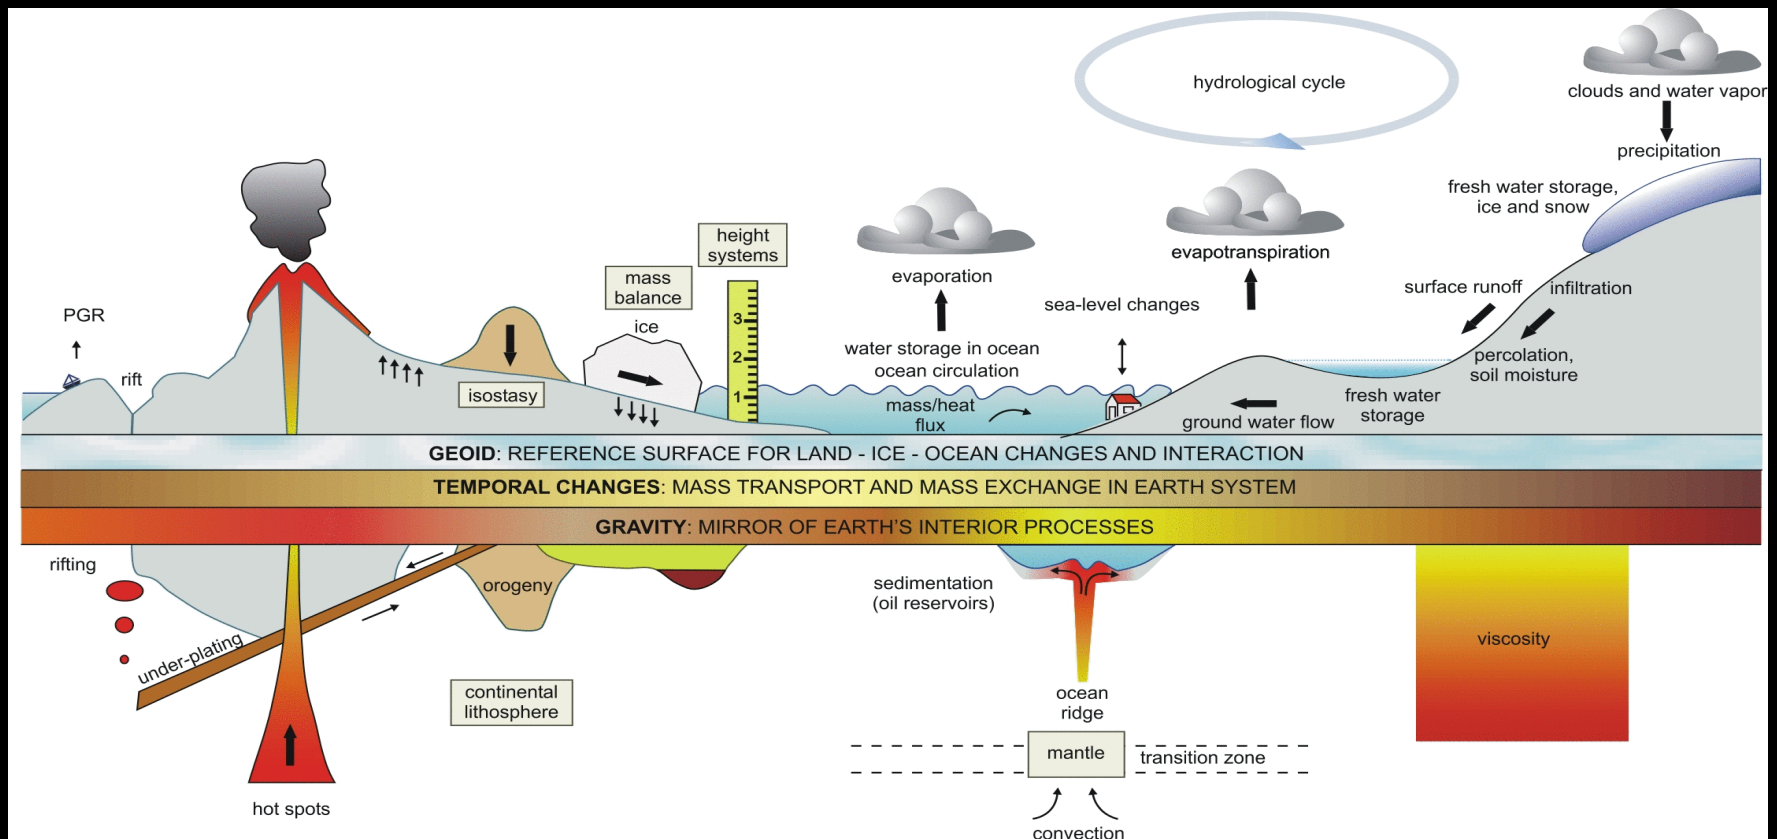 hydrological cycle
clouds and water vapor
precipitation
fresh water storage,
ice and snow
height
systems
evapotranspiration
mass
balance
evaporation
surface runoff
infiltration
sea-level changes
PGR
ice
3
2
1
water storage in ocean
ocean circulation
percolation,
soil moisture
rift
isostasy
mass/heat
flux
fresh water
storage
ground water flow
GEOID: REFERENCE SURFACE FOR LAND - ICE - OCEAN CHANGES AND INTERACTION
TEMPORAL CHANGES: MASS TRANSPORT AND MASS EXCHANGE IN EARTH SYSTEM
GRAVITY: MIRROR OF EARTH'S INTERIOR PROCESSES
rifting
orogeny
sedimentation
(oil reservoirs)
viscosity
under-plating
continental
lithosphere
ocean
ridge
mantle
transition zone
hot spots
convection